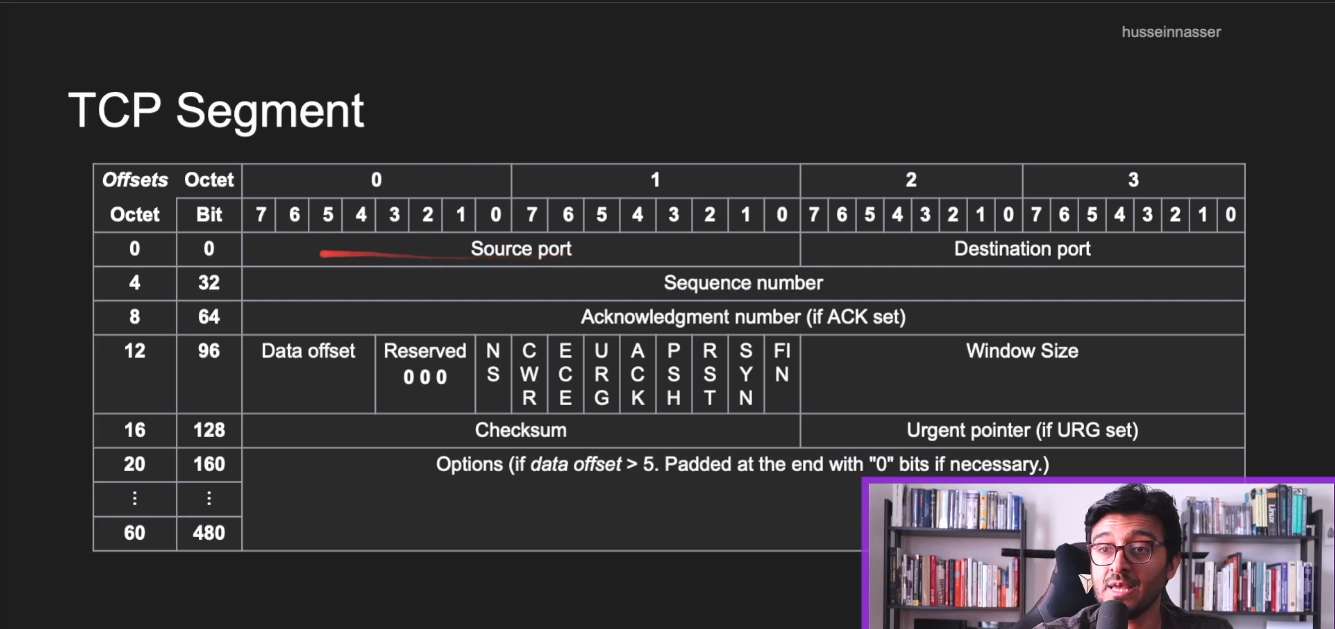 husseinnasser
TCP Segment
Offsets Octet 0 1 2 3
Octet Bit 7 6 5 4 3 2 1 0 7 6 5 4 3 2 1 0 7 6 5 4 3 2 1 0 7 6 5 4 3 2 1 0
0 0 Source port Destination port
4 32 Sequence number
8 64 Acknowledgment number (if ACK set)
12 96 Data offset Reserved 0 0 0 NS CWR ECE URG ACK PSH RST SYN FIN Window Size
16 128 Checksum Urgent pointer (if URG set)
20 160 Options (if data offset > 5. Padded at the end with "0" bits if necessary.)
⋮ ⋮
60 480